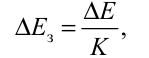 ΔE₃ = ΔE/K,